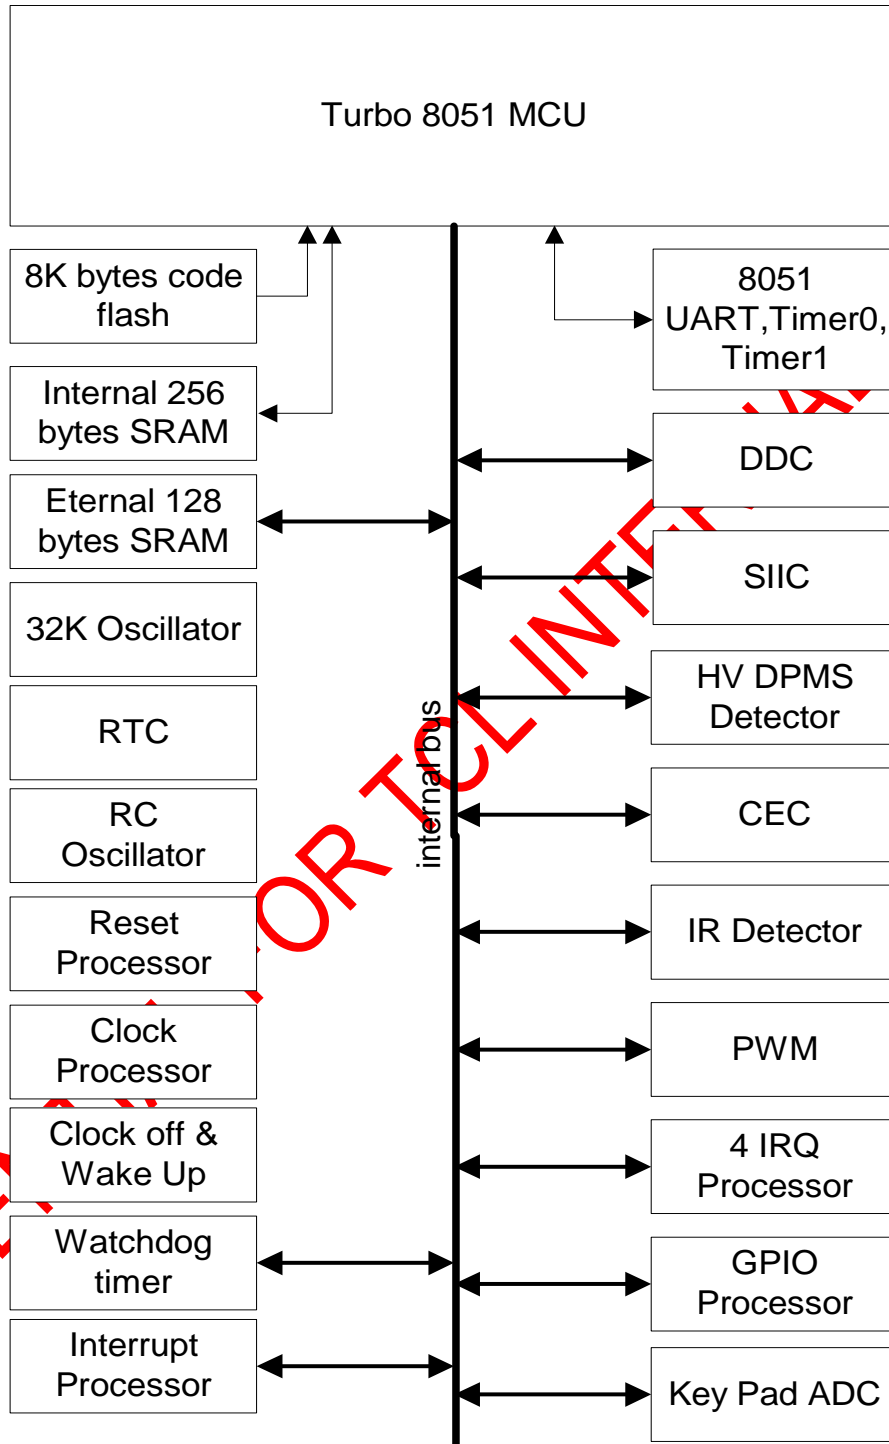 Turbo 8051 MCU
8K bytes code
flash
Internal 256
bytes SRAM
Eternal 128
bytes SRAM
32K Oscillator
RTC
RC
Oscillator
Reset
Processor
Clock
Processor
Clock off &
Wake Up
Watchdog
timer
Interrupt
Processor
internal bus
8051
UART,Timer0,
Timer1
DDC
SIIC
HV DPMS
Detector
CEC
IR Detector
PWM
4 IRQ
Processor
GPIO
Processor
Key Pad ADC
TCL